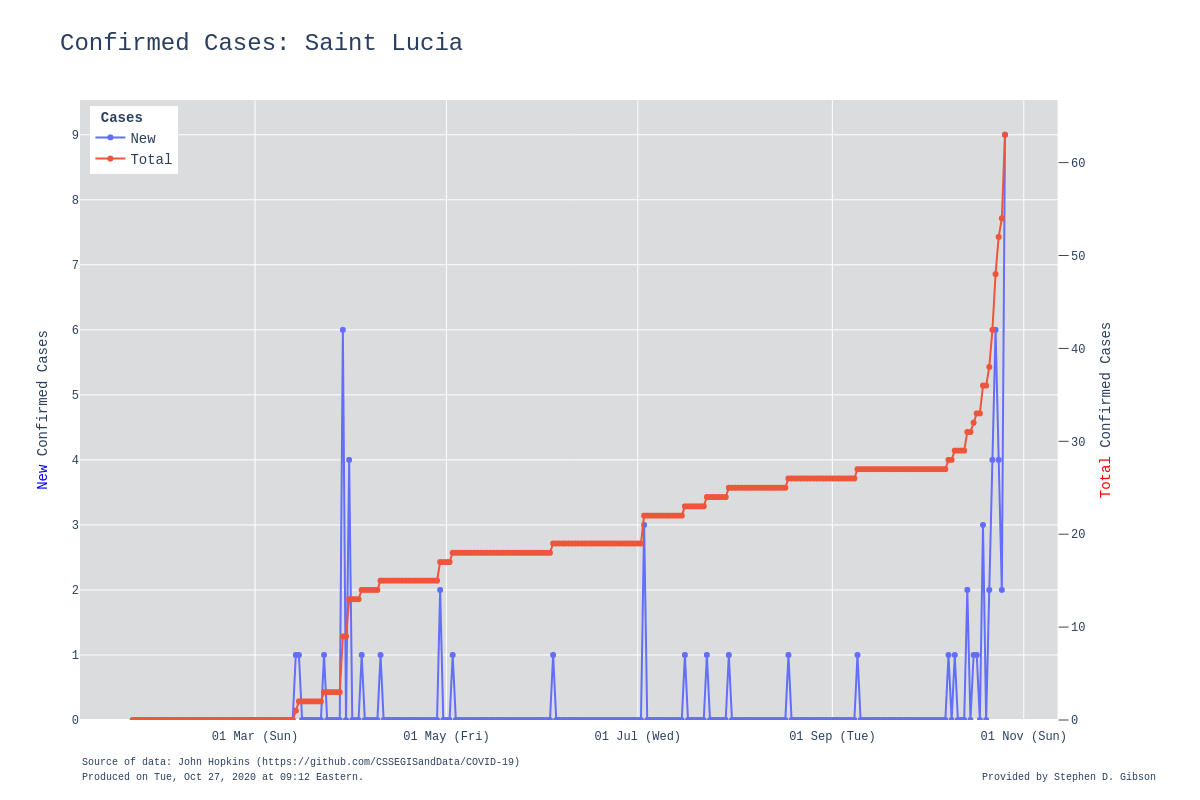 Confirmed Cases: Saint Lucia
Cases
New
Total
9
8
7
6
5
4
3
2
1
0
New Confirmed Cases
60
50
40
30
20
10
0
Total Confirmed Cases
01 Mar (Sun)
01 May (Fri)
01 Jul (Wed)
01 Sep (Tue)
01 Nov (Sun)
Source of data: John Hopkins (https://github.com/CSSEGISandData/COVID-19)
Produced on Tue, Oct 27, 2020 at 09:12 Eastern.
Provided by Stephen D. Gibson